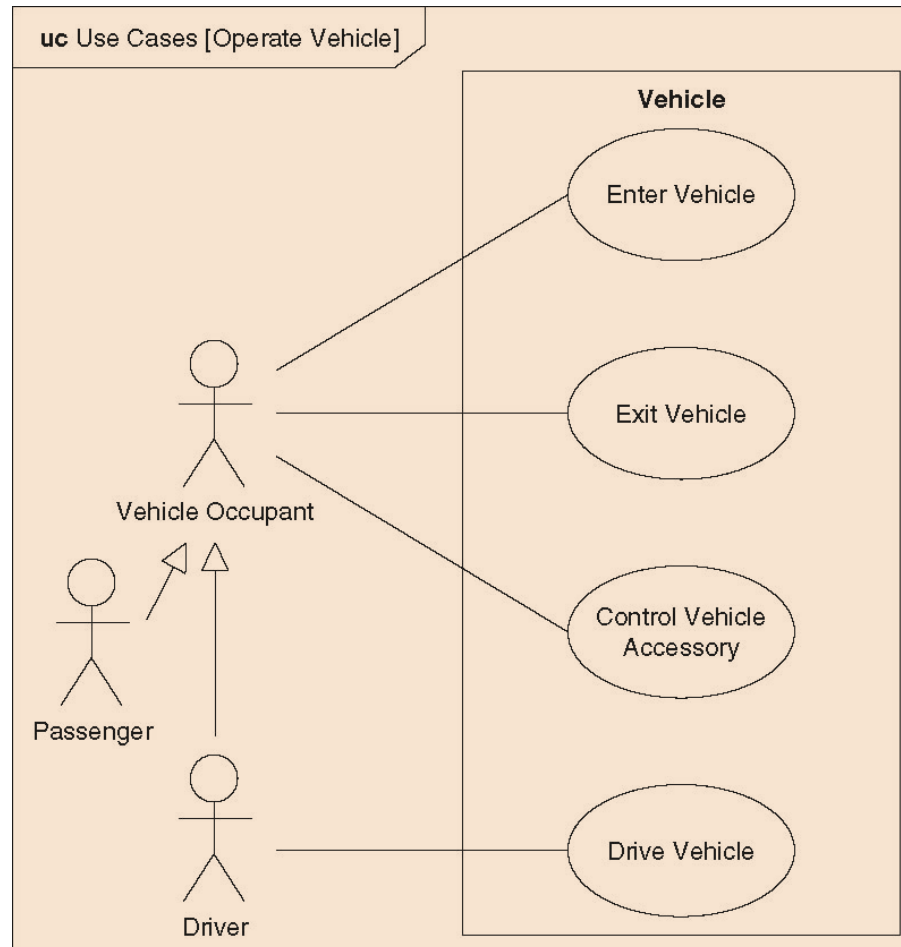 uc Use Cases [Operate Vehicle]
Vehicle
Enter Vehicle
Exit Vehicle
Vehicle Occupant
Control Vehicle
Accessory
Passenger
Drive Vehicle
Driver